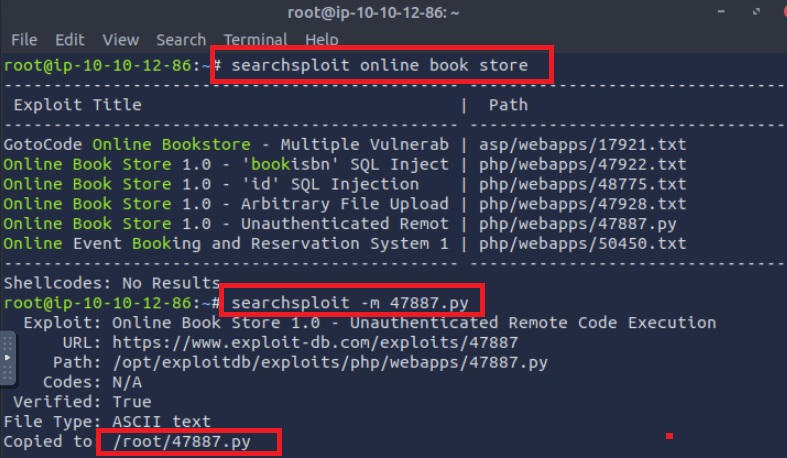 root@ip-10-10-12-86: ~
File Edit View Search Terminal Help
root@ip-10-10-12-86:~# searchsploit online book store
---------------------------------------------- ---------------------------------
Exploit Title | Path
---------------------------------------------- ---------------------------------
GotoCode Online Bookstore - Multiple Vulnerab | asp/webapps/17921.txt
Online Book Store 1.0 - 'bookisbn' SQL Inject | php/webapps/47922.txt
Online Book Store 1.0 - 'id' SQL Injection | php/webapps/48775.txt
Online Book Store 1.0 - Arbitrary File Upload | php/webapps/47928.txt
Online Book Store 1.0 - Unauthenticated Remot | php/webapps/47887.py
Online Event Booking and Reservation System 1 | php/webapps/50450.txt
---------------------------------------------- ---------------------------------
Shellcodes: No Results
root@ip-10-10-12-86:~# searchsploit -m 47887.py
Exploit: Online Book Store 1.0 - Unauthenticated Remote Code Execution
URL: https://www.exploit-db.com/exploits/47887
Path: /opt/exploitdb/exploits/php/webapps/47887.py
Codes: N/A
Verified: True
File Type: ASCII text
Copied to: /root/47887.py